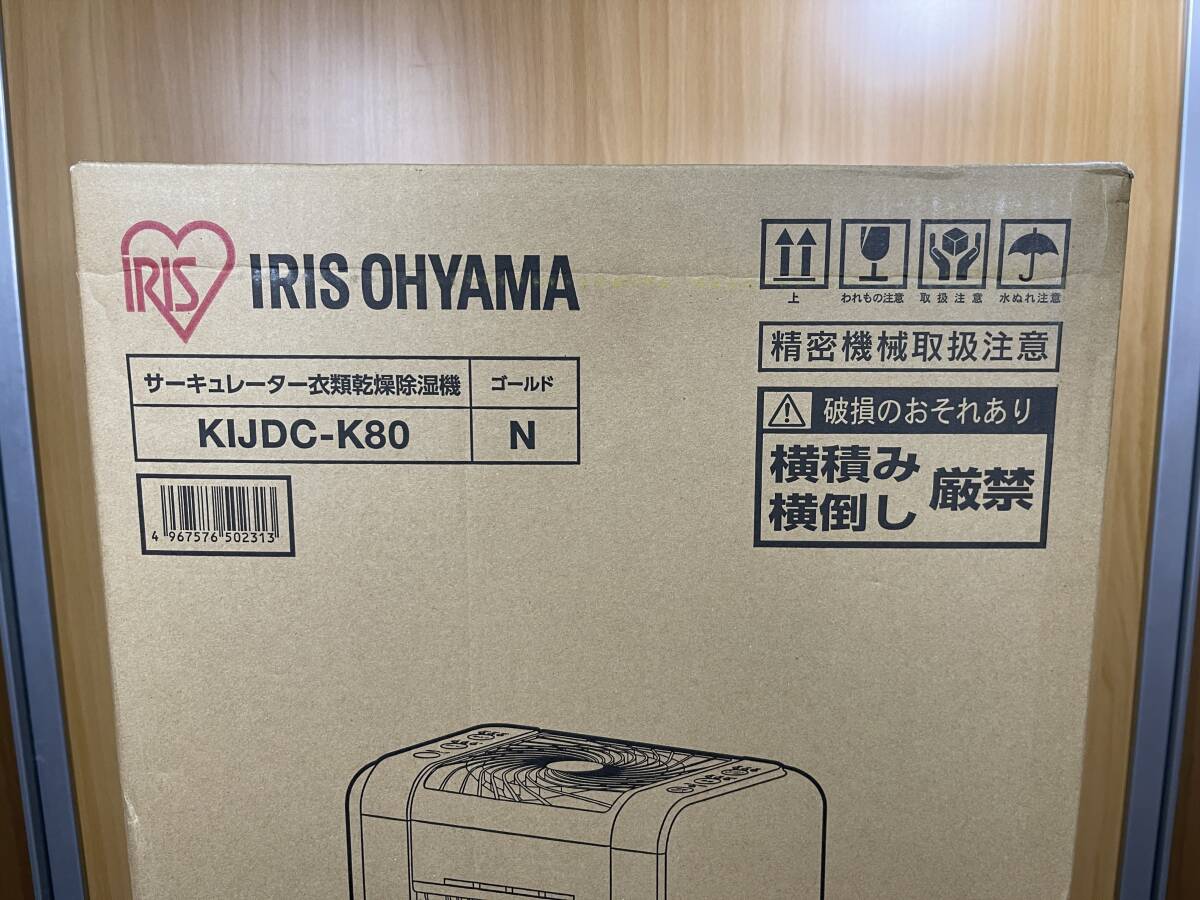 iRIS
IRIS OHYAMA
サーキュレーター衣類乾燥除湿機 ゴールド
KIJDC-K80 N
4 967576 502313
上 われもの注意 取扱注意 水ぬれ注意
精密機械取扱注意
破損のおそれあり
横積み
横倒し
厳禁